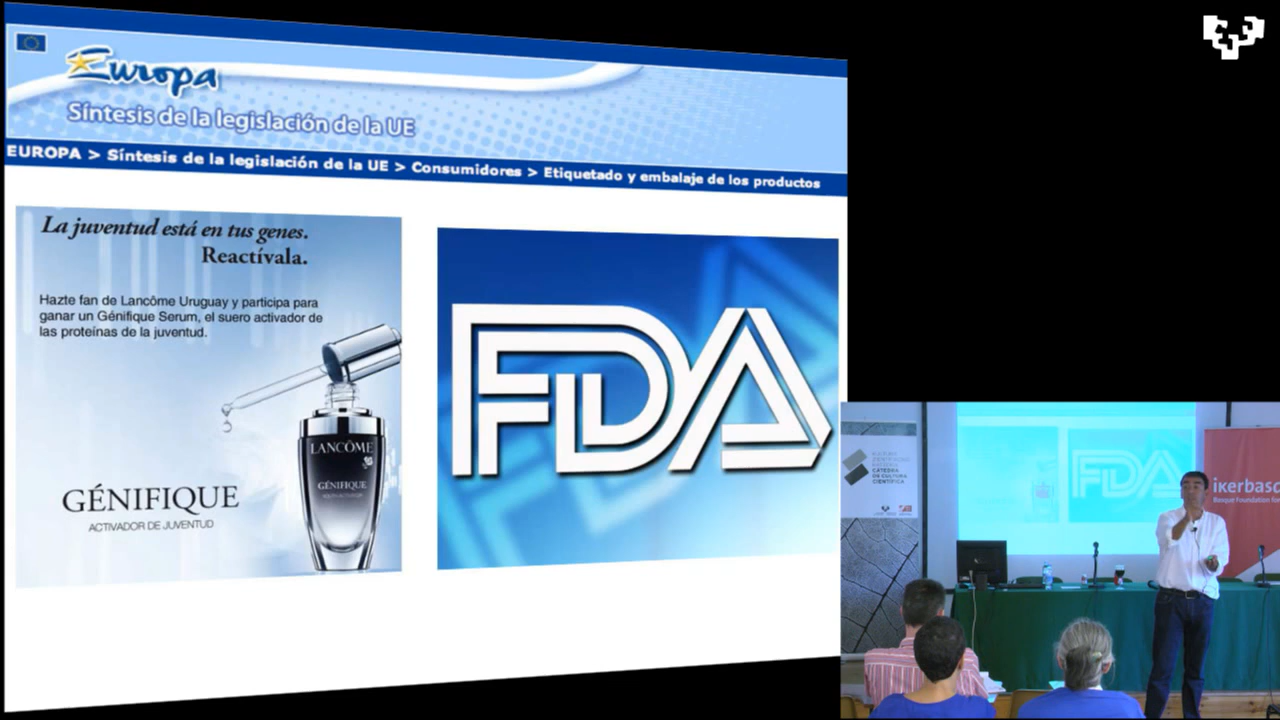 Europa
Síntesis de la legislación de la UE
EUROPA > Síntesis de la legislación de la UE > Consumidores > Etiquetado y embalaje de los productos
La juventud está en tus genes.
Reactívala.
Hazte fan de Lancôme Uruguay y participa para
ganar un Génifique Serum, el suero activador de
las proteínas de la juventud.
LANCÔME
GÉNIFIQUE
GÉNIFIQUE
ACTIVADOR DE JUVENTUD
FDA
CÁTEDRA
DE CULTURA
CIENTÍFICA
FDA
ikerbasq
Basque Foundation for